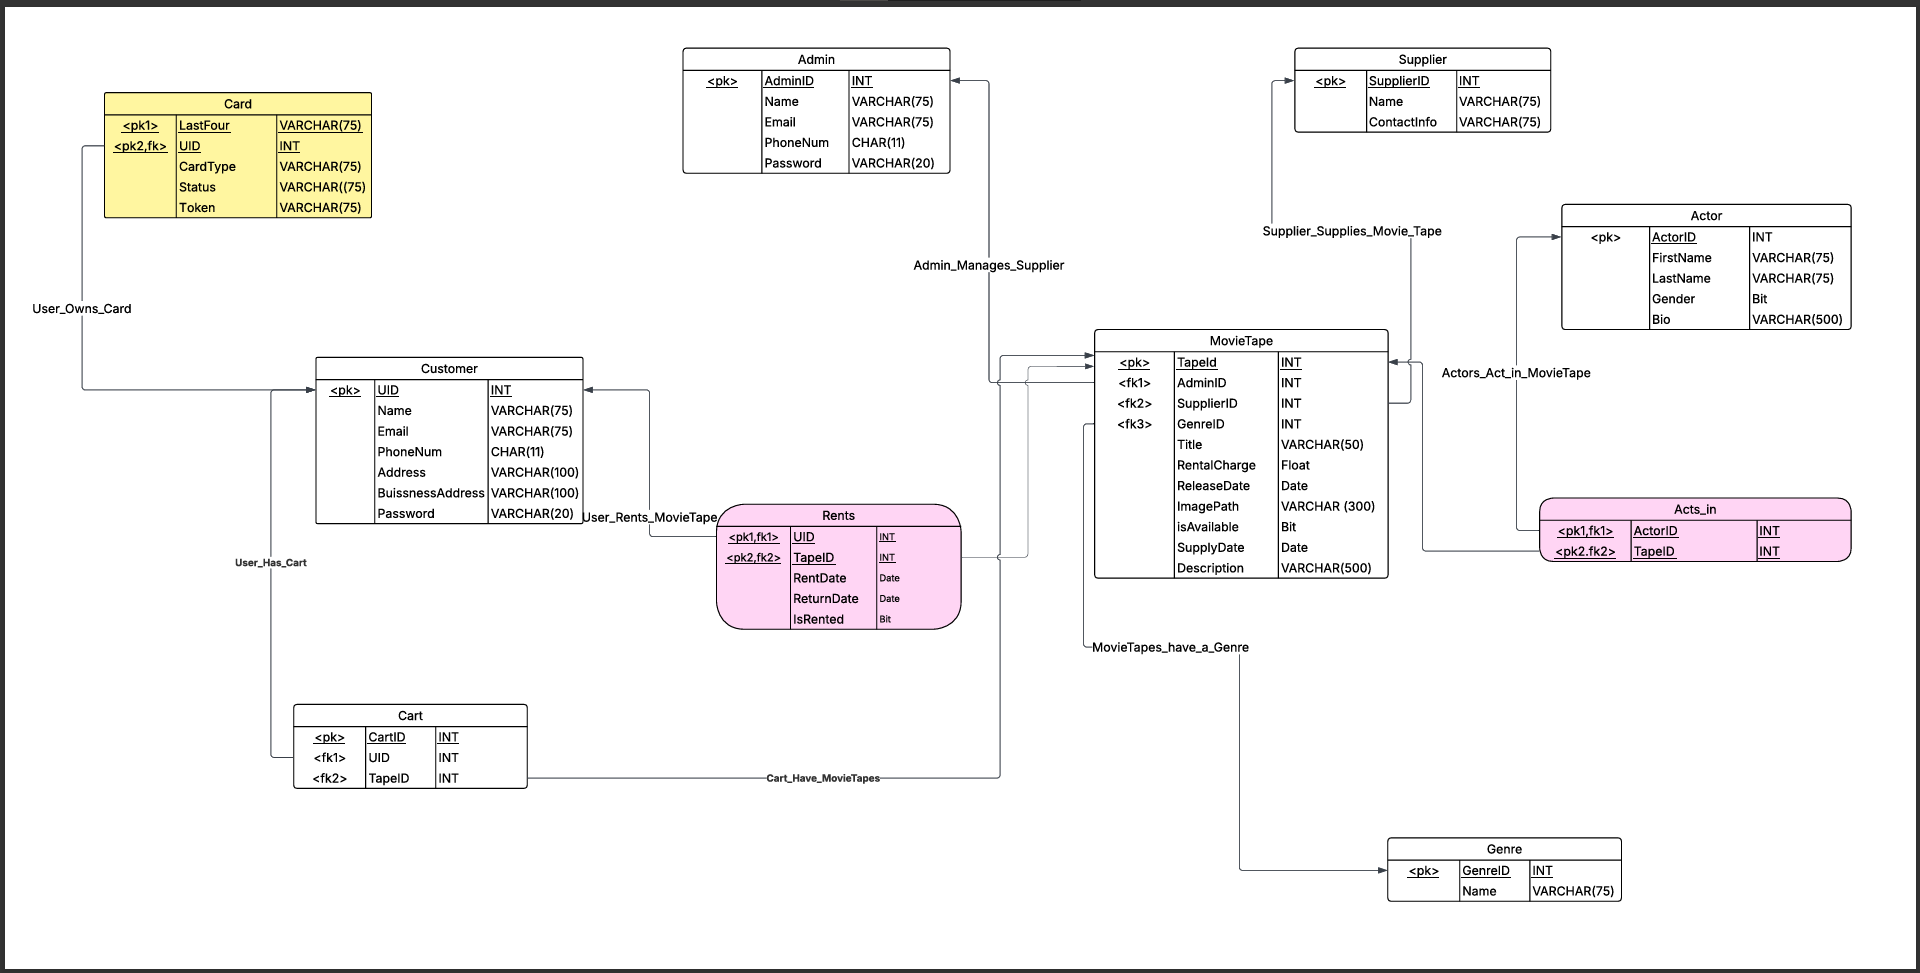 Admin
<pk> AdminID INT
Name VARCHAR(75)
Email VARCHAR(75)
PhoneNum CHAR(11)
Password VARCHAR(20)
Supplier
<pk> SupplierID INT
Name VARCHAR(75)
ContactInfo VARCHAR(75)
Card
<pk1> LastFour VARCHAR(75)
<pk2,fk> UID INT
CardType VARCHAR(75)
Status VARCHAR((75)
Token VARCHAR(75)
Actor
<pk> ActorID INT
FirstName VARCHAR(75)
LastName VARCHAR(75)
Gender Bit
Bio VARCHAR(500)
Supplier_Supplies_Movie_Tape
Admin_Manages_Supplier
User_Owns_Card
MovieTape
<pk> TapeId INT
<fk1> AdminID INT
<fk2> SupplierID INT
<fk3> GenreID INT
Title VARCHAR(50)
RentalCharge Float
ReleaseDate Date
ImagePath VARCHAR (300)
isAvailable Bit
SupplyDate Date
Description VARCHAR(500)
Actors_Act_in_MovieTape
Customer
<pk> UID INT
Name VARCHAR(75)
Email VARCHAR(75)
PhoneNum CHAR(11)
Address VARCHAR(100)
BuissnessAddress VARCHAR(100)
Password VARCHAR(20)
User_Rents_MovieTape
Rents
<pk1,fk1> UID INT
<pk2,fk2> TapeID INT
RentDate Date
ReturnDate Date
IsRented Bit
Acts_in
<pk1,fk1> ActorID INT
<pk2.fk2> TapeID INT
User_Has_Cart
MovieTapes_have_a_Genre
Cart
<pk> CartID INT
<fk1> UID INT
<fk2> TapeID INT
Cart_Have_MovieTapes
Genre
<pk> GenreID INT
Name VARCHAR(75)